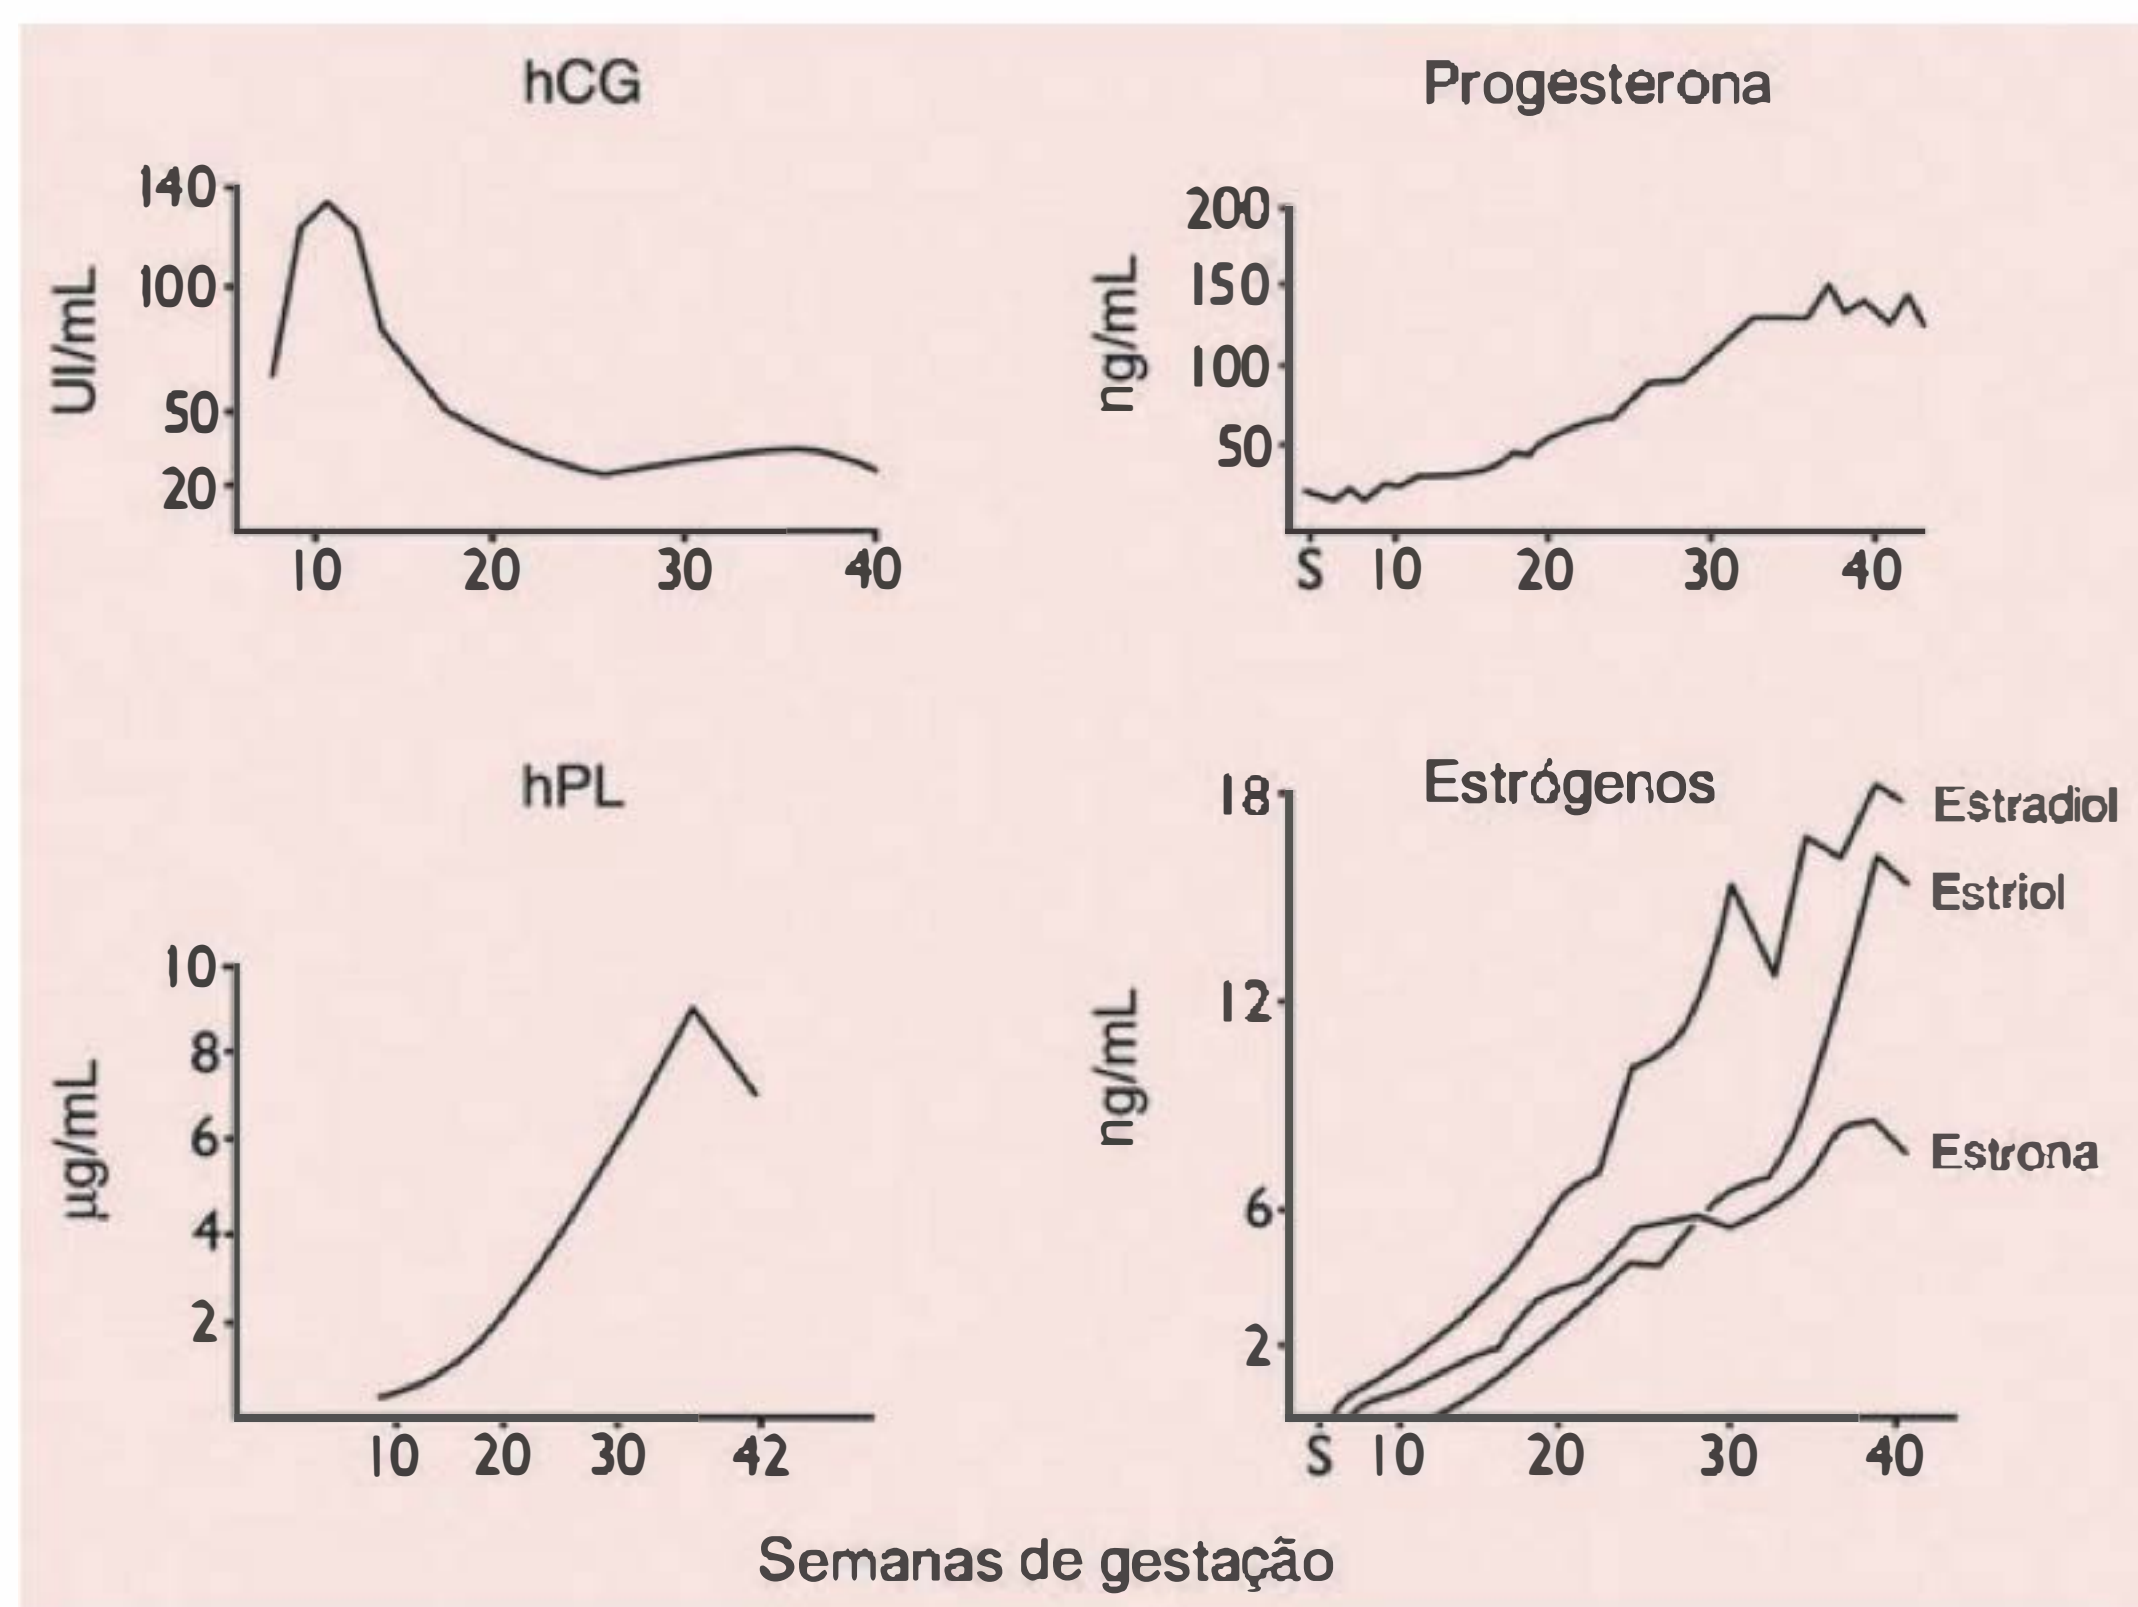 hCG
140
100
50
20
UI/mL
10 20 30 40
Progesterona
200
150
100
50
ng/mL
S 10 20 30 40
hPL
10
8
6
4
2
µg/mL
10 20 30 42
Estrógenos
18
12
6
2
ng/mL
Estradiol
Estriol
Estrona
S 10 20 30 40
Semanas de gestação